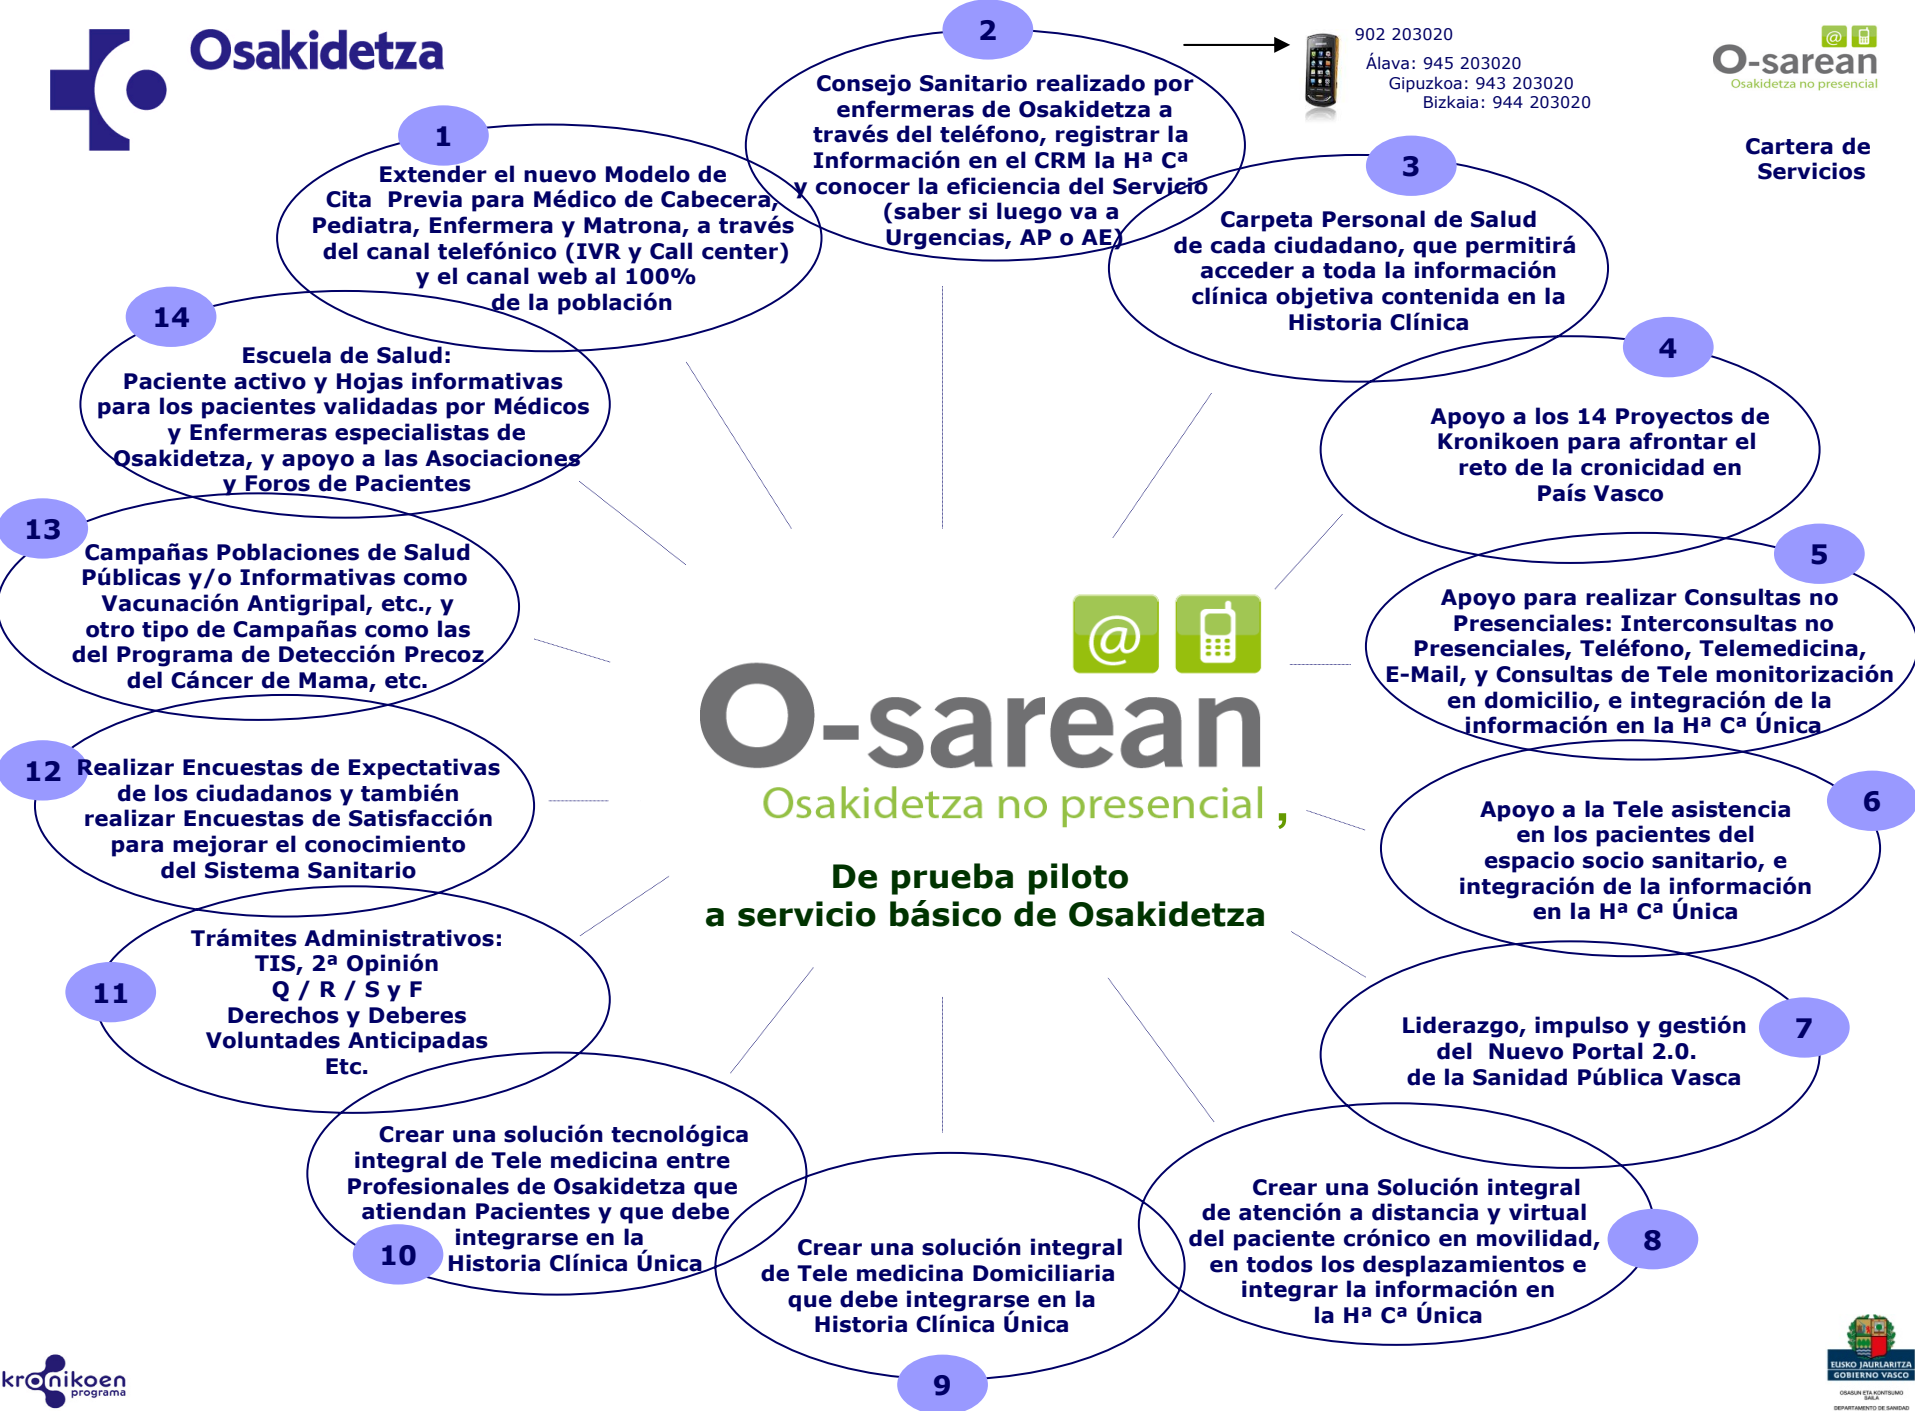 Osakidetza
902 203020
Álava: 945 203020
Gipuzkoa: 943 203020
Bizkaia: 944 203020
@
O-sarean
Osakidetza no presencial
Cartera de
Servicios
1
Extender el nuevo Modelo de
Cita Previa para Médico de Cabecera,
Pediatra, Enfermera y Matrona, a través
del canal telefónico (IVR y Call center)
y el canal web al 100%
de la población
2
Consejo Sanitario realizado por
enfermeras de Osakidetza a
través del teléfono, registrar la
Información en el CRM la Hª Cª
y conocer la eficiencia del Servicio
(saber si luego va a
Urgencias, AP o AE)
3
Carpeta Personal de Salud
de cada ciudadano, que permitirá
acceder a toda la información
clínica objetiva contenida en la
Historia Clínica
4
Apoyo a los 14 Proyectos de
Kronikoen para afrontar el
reto de la cronicidad en
País Vasco
5
Apoyo para realizar Consultas no
Presenciales: Interconsultas no
Presenciales, Teléfono, Telemedicina,
E-Mail, y Consultas de Tele monitorización
en domicilio, e integración de la
información en la Hª Cª Única
6
Apoyo a la Tele asistencia
en los pacientes del
espacio socio sanitario, e
integración de la información
en la Hª Cª Única
7
Liderazgo, impulso y gestión
del Nuevo Portal 2.0.
de la Sanidad Pública Vasca
8
Crear una Solución integral
de atención a distancia y virtual
del paciente crónico en movilidad,
en todos los desplazamientos e
integrar la información en
la Hª Cª Única
9
Crear una solución integral
de Tele medicina Domiciliaria
que debe integrarse en la
Historia Clínica Única
10
Crear una solución tecnológica
integral de Tele medicina entre
Profesionales de Osakidetza que
atiendan Pacientes y que debe
integrarse en la
Historia Clínica Única
11
Trámites Administrativos:
TIS, 2ª Opinión
Q / R / S y F
Derechos y Deberes
Voluntades Anticipadas
Etc.
12
Realizar Encuestas de Expectativas
de los ciudadanos y también
realizar Encuestas de Satisfacción
para mejorar el conocimiento
del Sistema Sanitario
13
Campañas Poblaciones de Salud
Públicas y/o Informativas como
Vacunación Antigripal, etc., y
otro tipo de Campañas como las
del Programa de Detección Precoz
del Cáncer de Mama, etc.
14
Escuela de Salud:
Paciente activo y Hojas informativas
para los pacientes validadas por Médicos
y Enfermeras especialistas de
Osakidetza, y apoyo a las Asociaciones
y Foros de Pacientes
@
O-sarean
Osakidetza no presencial ,
De prueba piloto
a servicio básico de Osakidetza
kronikoen
programa
EUSKO JAURLARITZA
GOBIERNO VASCO
OSASUN ETA KONTSUMO
SAILA
DEPARTAMENTO DE SANIDAD